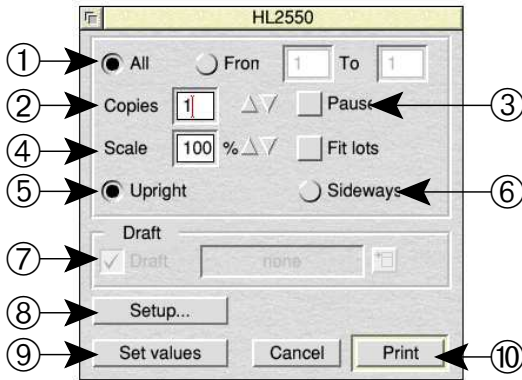 HL2550
① All From 1 To 1
② Copies 1 Pause ③
④ Scale 100 % Fit lots
⑤ Upright Sideways ⑥
Draft
⑦ Draft none
⑧ Setup...
⑨ Set values Cancel Print ⑩